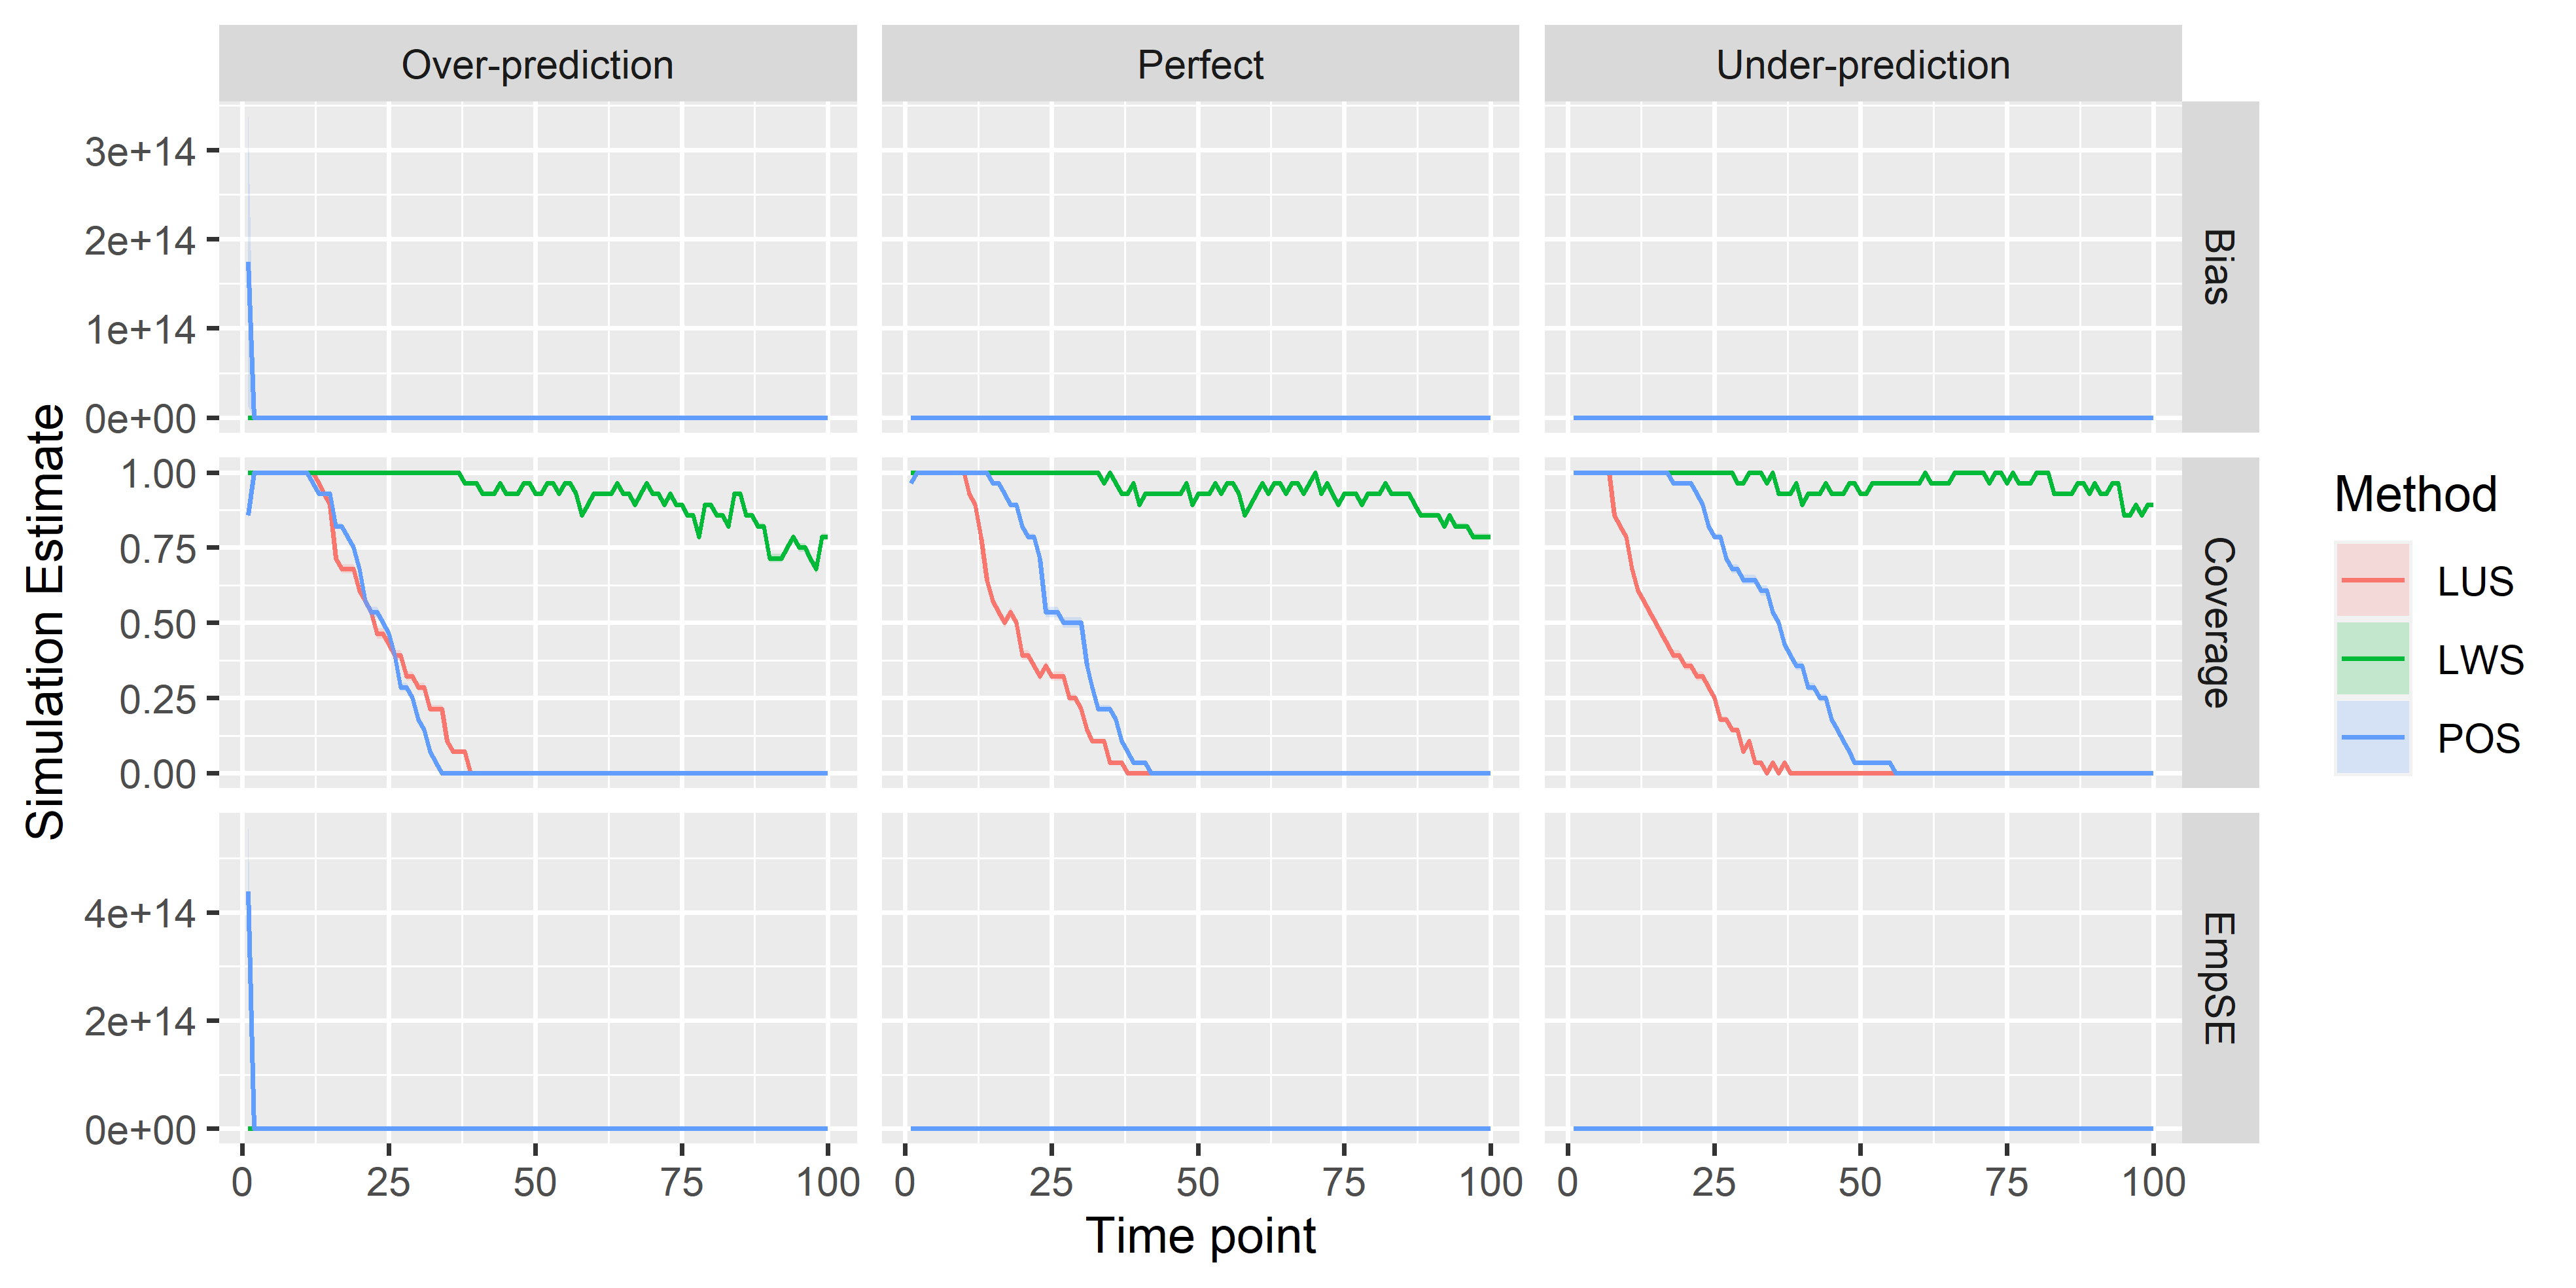 Over-prediction
Perfect
Under-prediction
Simulation Estimate
3e+14
2e+14
1e+14
0e+00
Bias
1.00
0.75
0.50
0.25
0.00
Coverage
4e+14
2e+14
0e+00
EmpSE
0 25 50 75 100
0 25 50 75 100
0 25 50 75 100
Time point
Method
LUS
LWS
POS